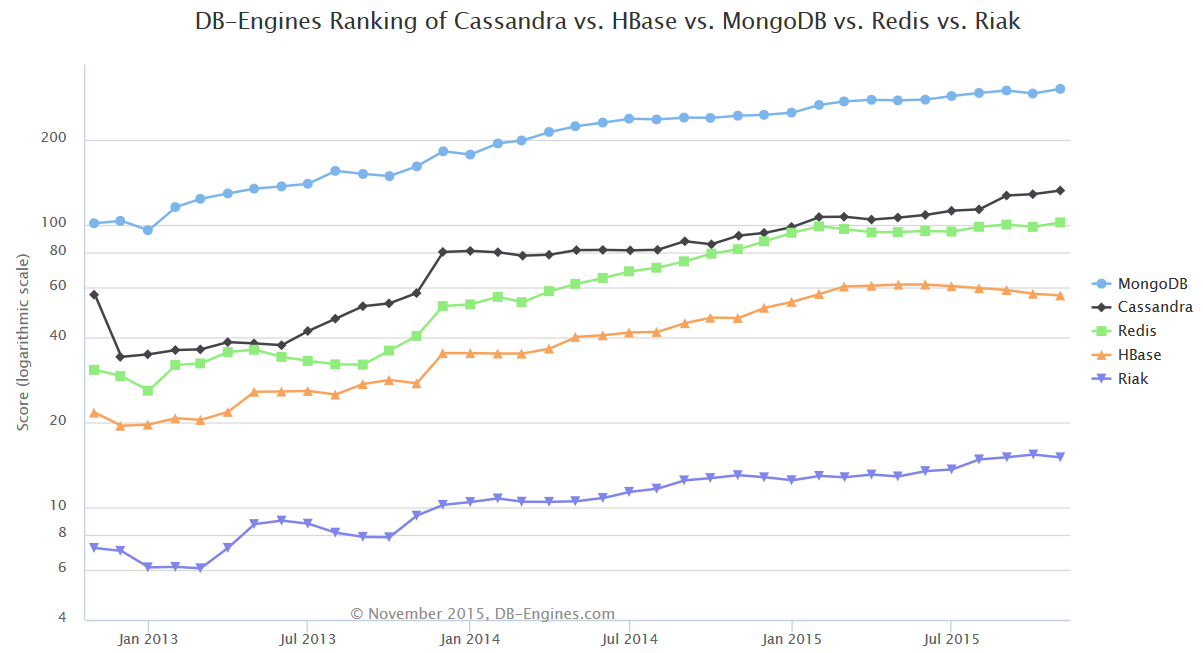 DB-Engines Ranking of Cassandra vs. HBase vs. MongoDB vs. Redis vs. Riak
Score (logarithmic scale)
200
100
80
60
40
20
10
8
6
4
MongoDB
Cassandra
Redis
HBase
Riak
© November 2015, DB-Engines.com
Jan 2013 Jul 2013 Jan 2014 Jul 2014 Jan 2015 Jul 2015